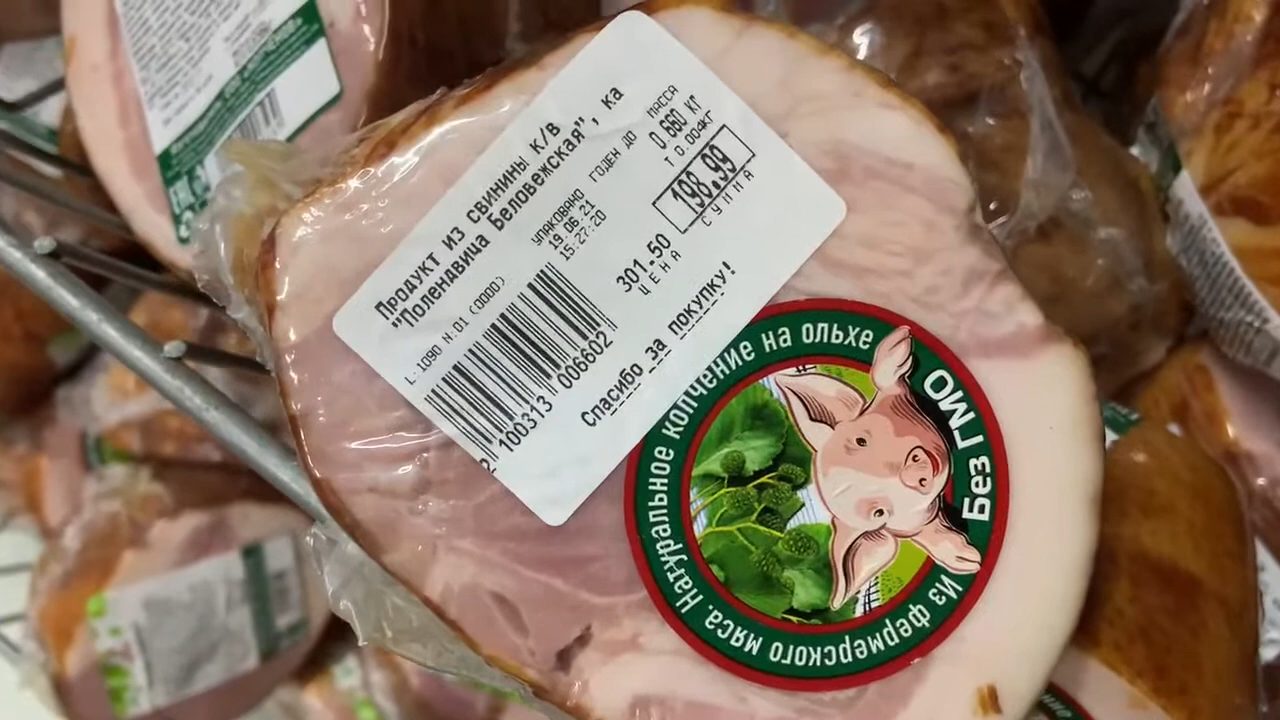 Продукт из свинины к/в
"Полендвица Беловежская", ка
УПАКОВАНО ГОДЕН ДО МАССА
19.06.21 0.660 КГ
15:27:20 Т 0.004КГ
L-1090 Н:01 (0000)
301.50 198.99
ЦЕНА СУММА
2 100313 006602
Спасибо за покупку!
Из фермерского мяса. Натуральное копчение на ольхе
Без ГМО